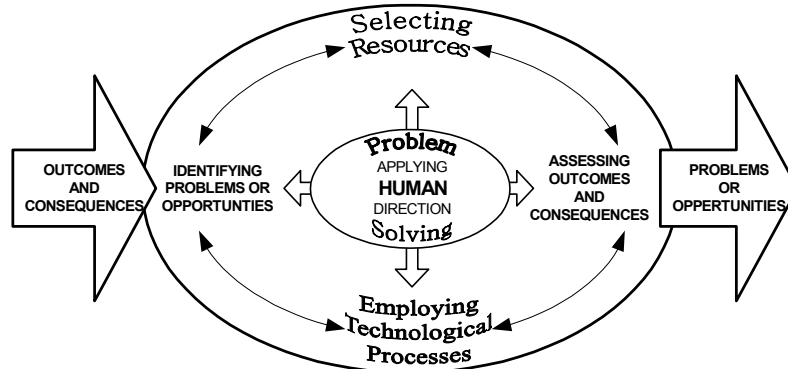 Selecting
Resources
OUTCOMES
AND
CONSEQUENCES
IDENTIFYING
PROBLEMS OR
OPPORTUNTIES
Problem
APPLYING
HUMAN
DIRECTION
Solving
ASSESSING
OUTCOMES
AND
CONSEQUENCES
PROBLEMS
OR
OPPERTUNITIES
Employing
Technological
Processes